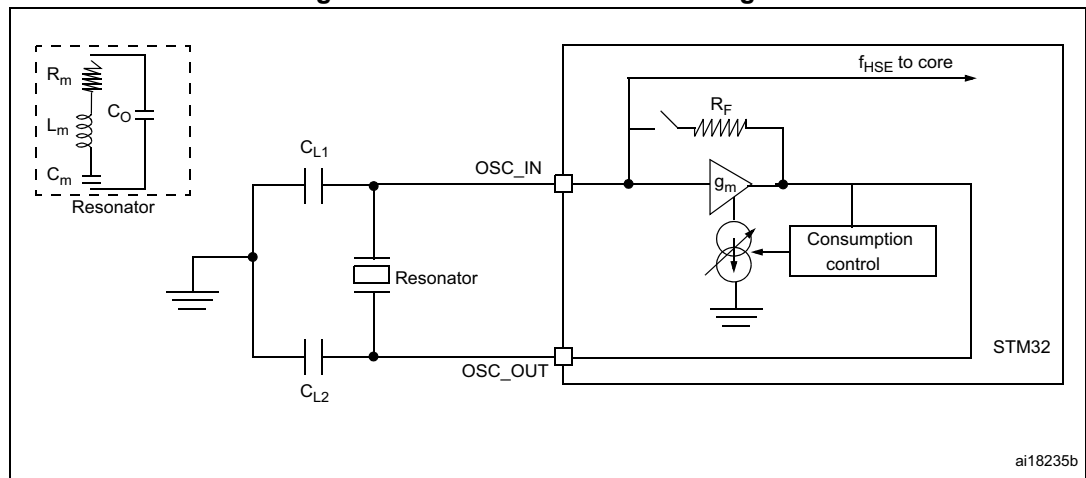 Rm
Lm
CO
Cm
Resonator
fHSE to core
RF
CL1
OSC_IN
gm
Consumption
control
Resonator
STM32
OSC_OUT
CL2
ai18235b